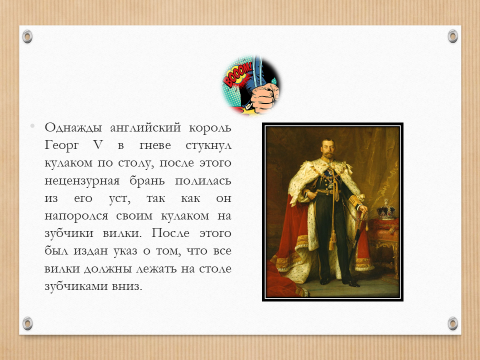 BOOOM!
Однажды английский король
Георг V в гневе стукнул
кулаком по столу, после этого
нецензурная брань полилась
из его уст, так как он
напоролся своим кулаком на
зубчики вилки. После этого
был издан указ о том, что все
вилки должны лежать на столе
зубчиками вниз.